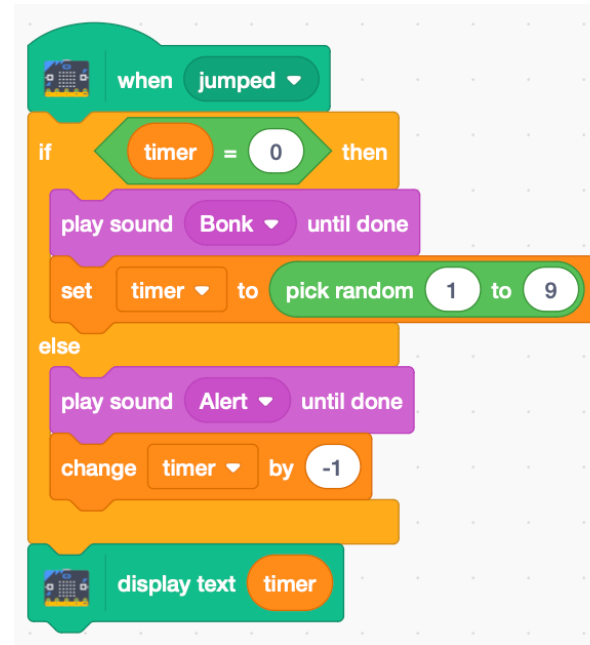 when jumped
if timer = 0 then
play sound Bonk until done
set timer to pick random 1 to 9
else
play sound Alert until done
change timer by -1
display text timer